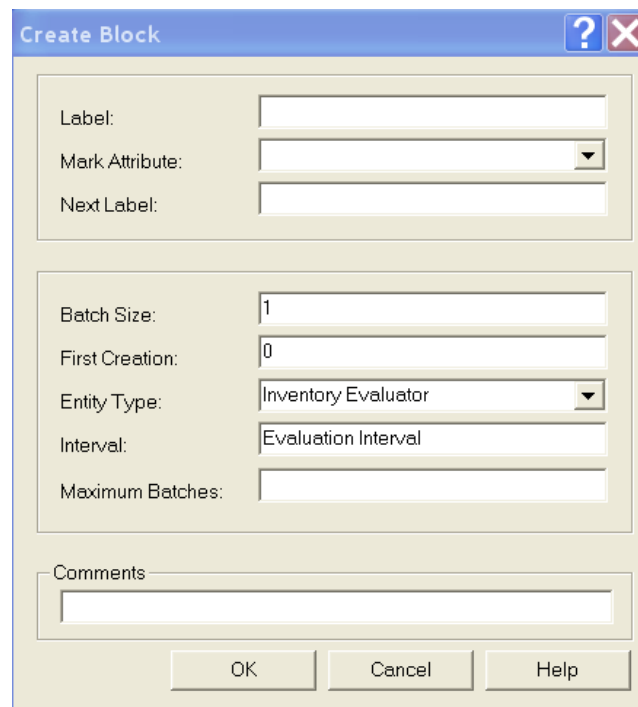 Create Block
?
Label:
Mark Attribute:
Next Label:
Batch Size: 1
First Creation: 0
Entity Type: Inventory Evaluator
Interval: Evaluation Interval
Maximum Batches:
Comments
OK Cancel Help